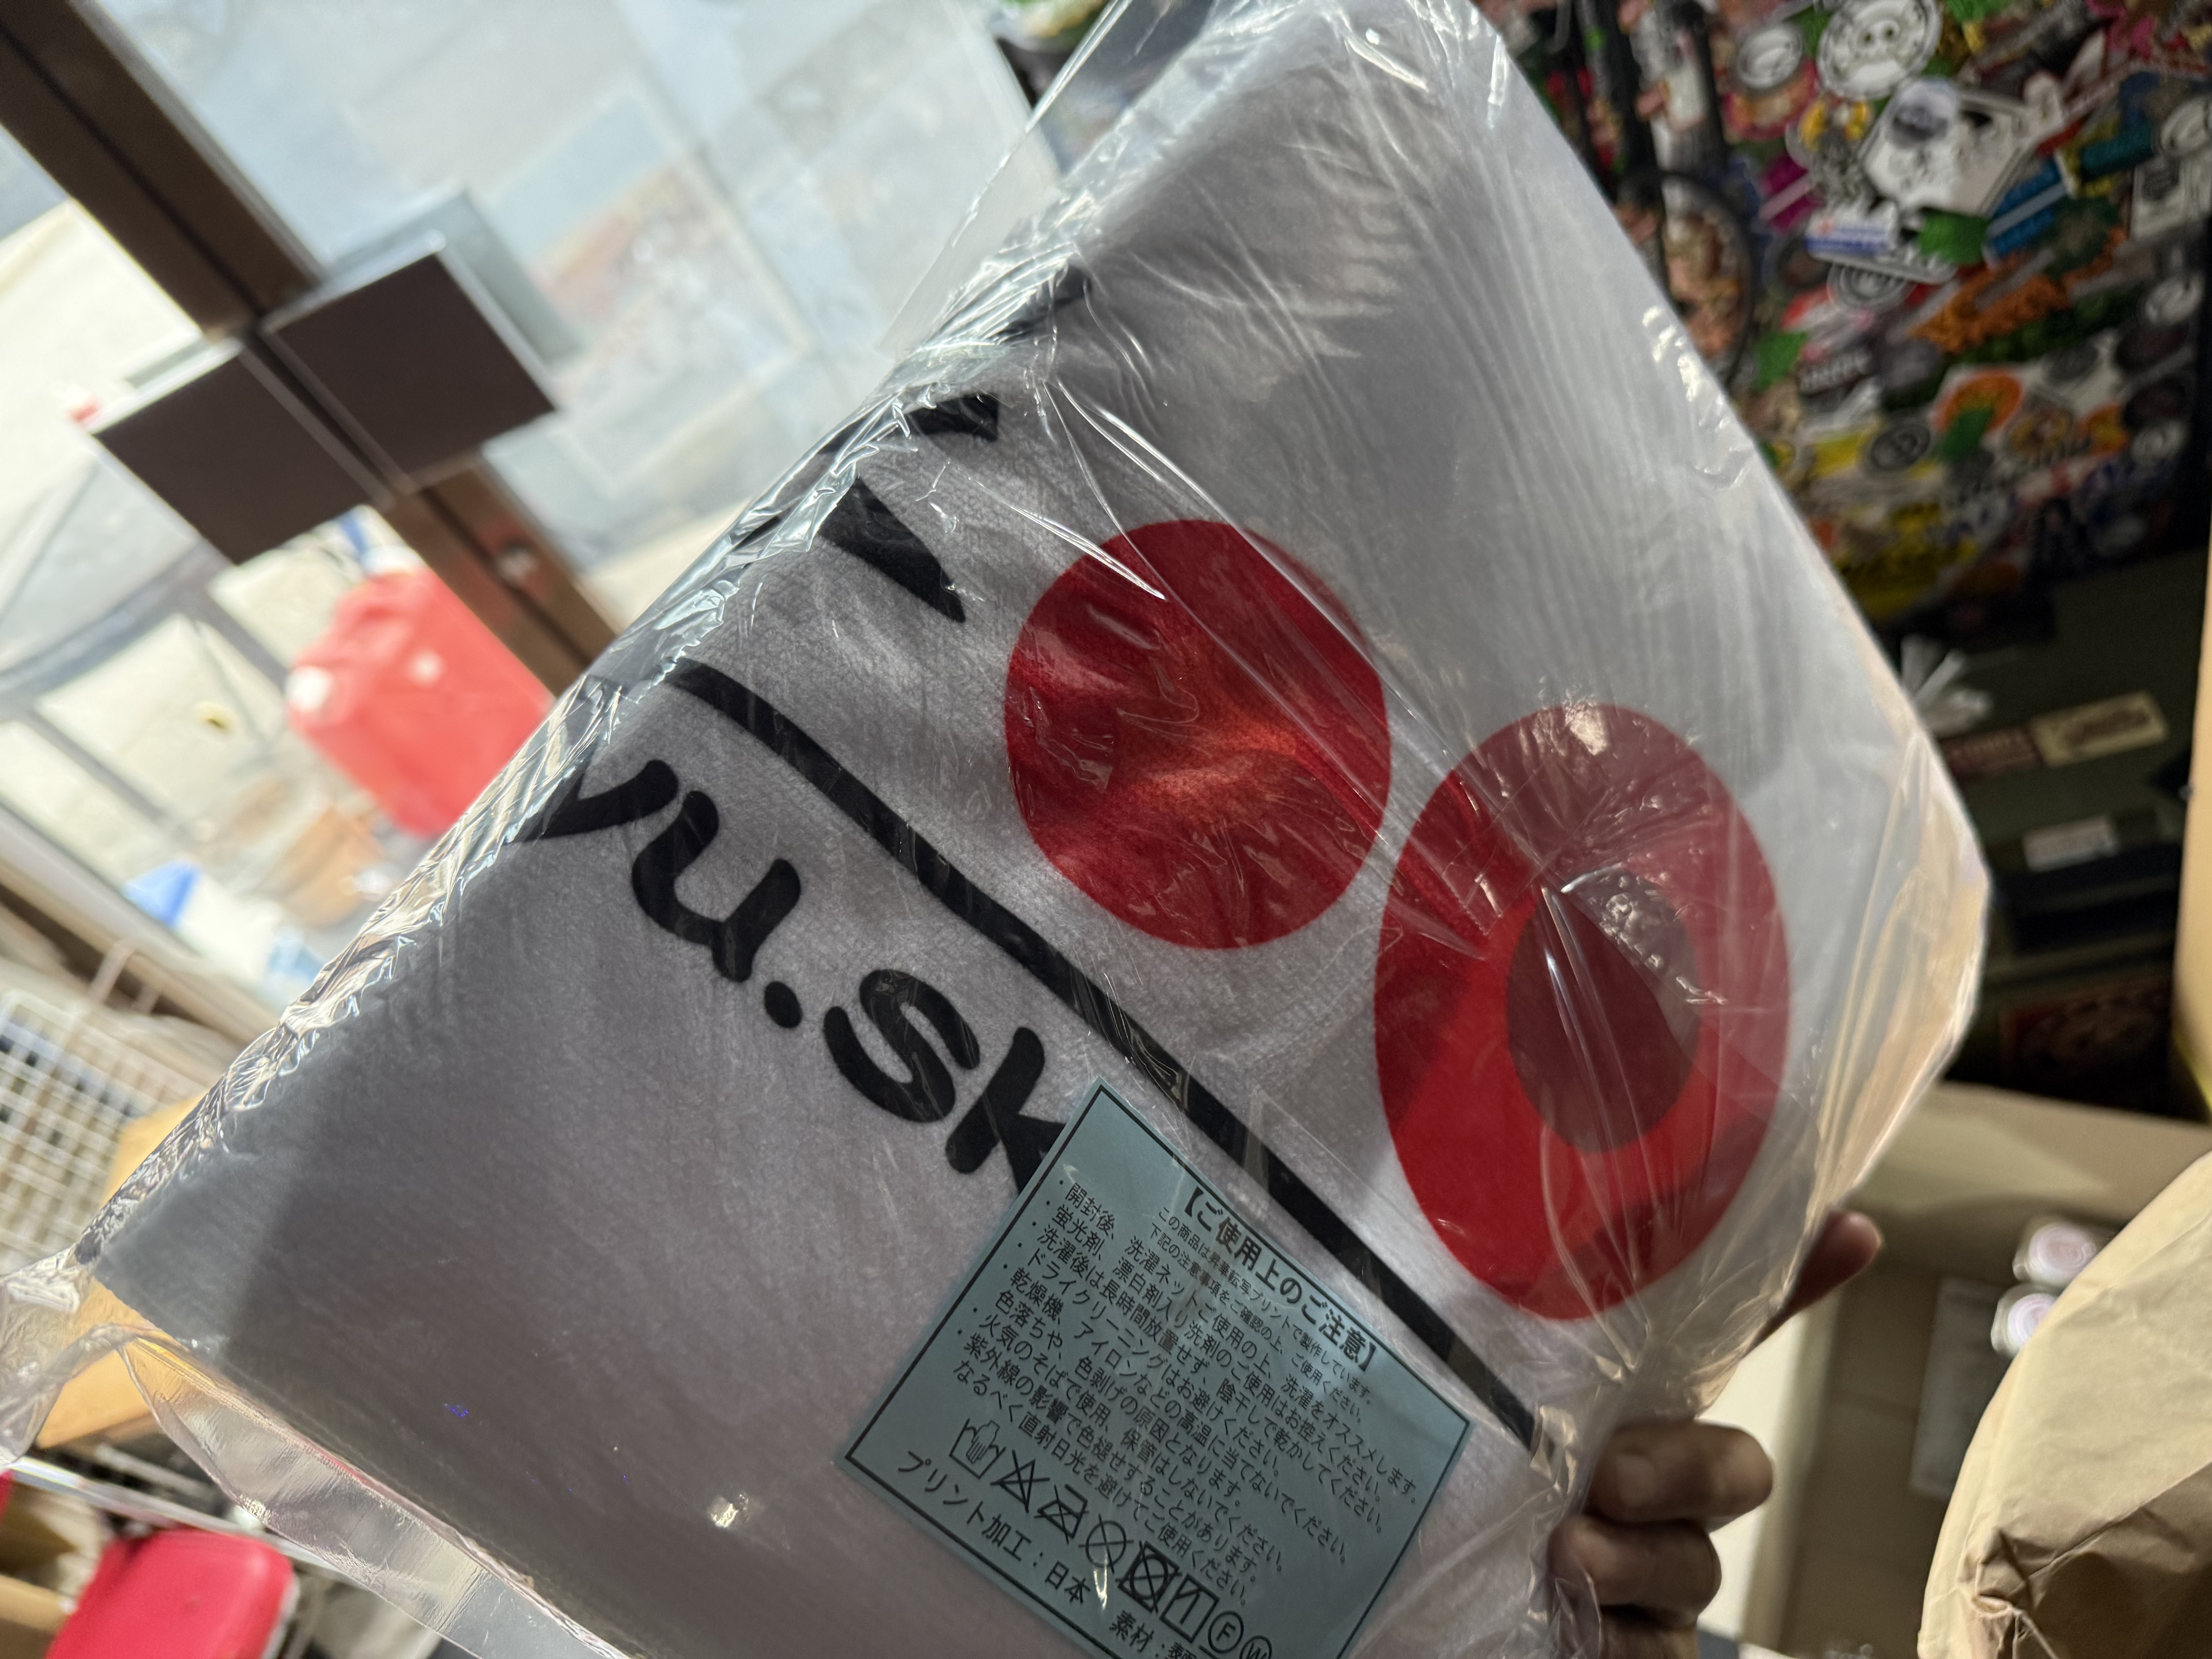 yu.sk
【ご使用上のご注意】
この商品は昇華転写プリントで製作しています。
下記の注意事項をご確認の上、ご使用ください。
・開封後、洗濯ネットご使用の上、洗濯をオススメします。
・蛍光剤、漂白剤入り洗剤のご使用はお控えください。
・洗濯後は長時間放置せず、陰干しで乾かしてください。
・ドライクリーニングはお避けください。
・乾燥機、アイロンなどの高温に当てないでください。
色落ちや、色剥げの原因となります。
・火気のそばで使用、保管はしないでください。
・紫外線の影響で色褪せすることがあります。
なるべく直射日光を避けてご使用ください。
F W
プリント加工：日本 素材：表面